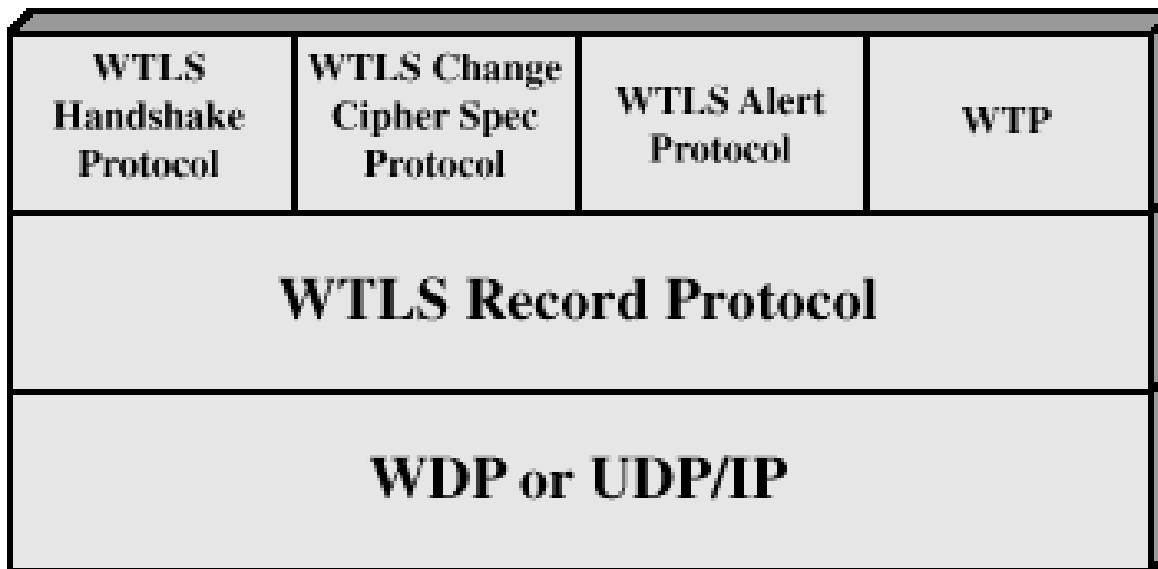 WTLS
Handshake
Protocol
WTLS Change
Cipher Spec
Protocol
WTLS Alert
Protocol
WTP
WTLS Record Protocol
WDP or UDP/IP